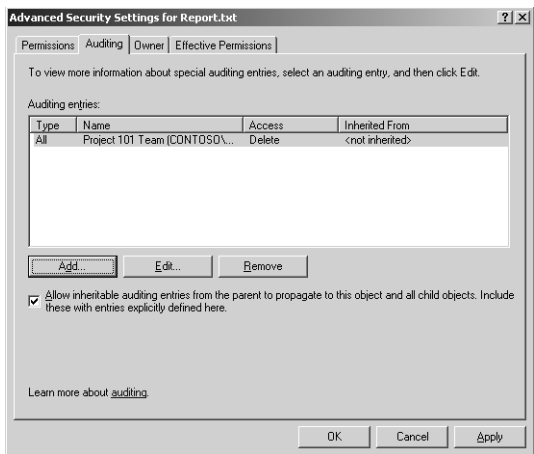 Advanced Security Settings for Report.txt
Permissions Auditing Owner Effective Permissions
To view more information about special auditing entries, select an auditing entry, and then click Edit.
Auditing entries:
Type Name Access Inherited From
All Project 101 Team (CONTOSO\... Delete <not inherited>
Add... Edit... Remove
Allow inheritable auditing entries from the parent to propagate to this object and all child objects. Include
these with entries explicitly defined here.
Learn more about auditing.
OK Cancel Apply